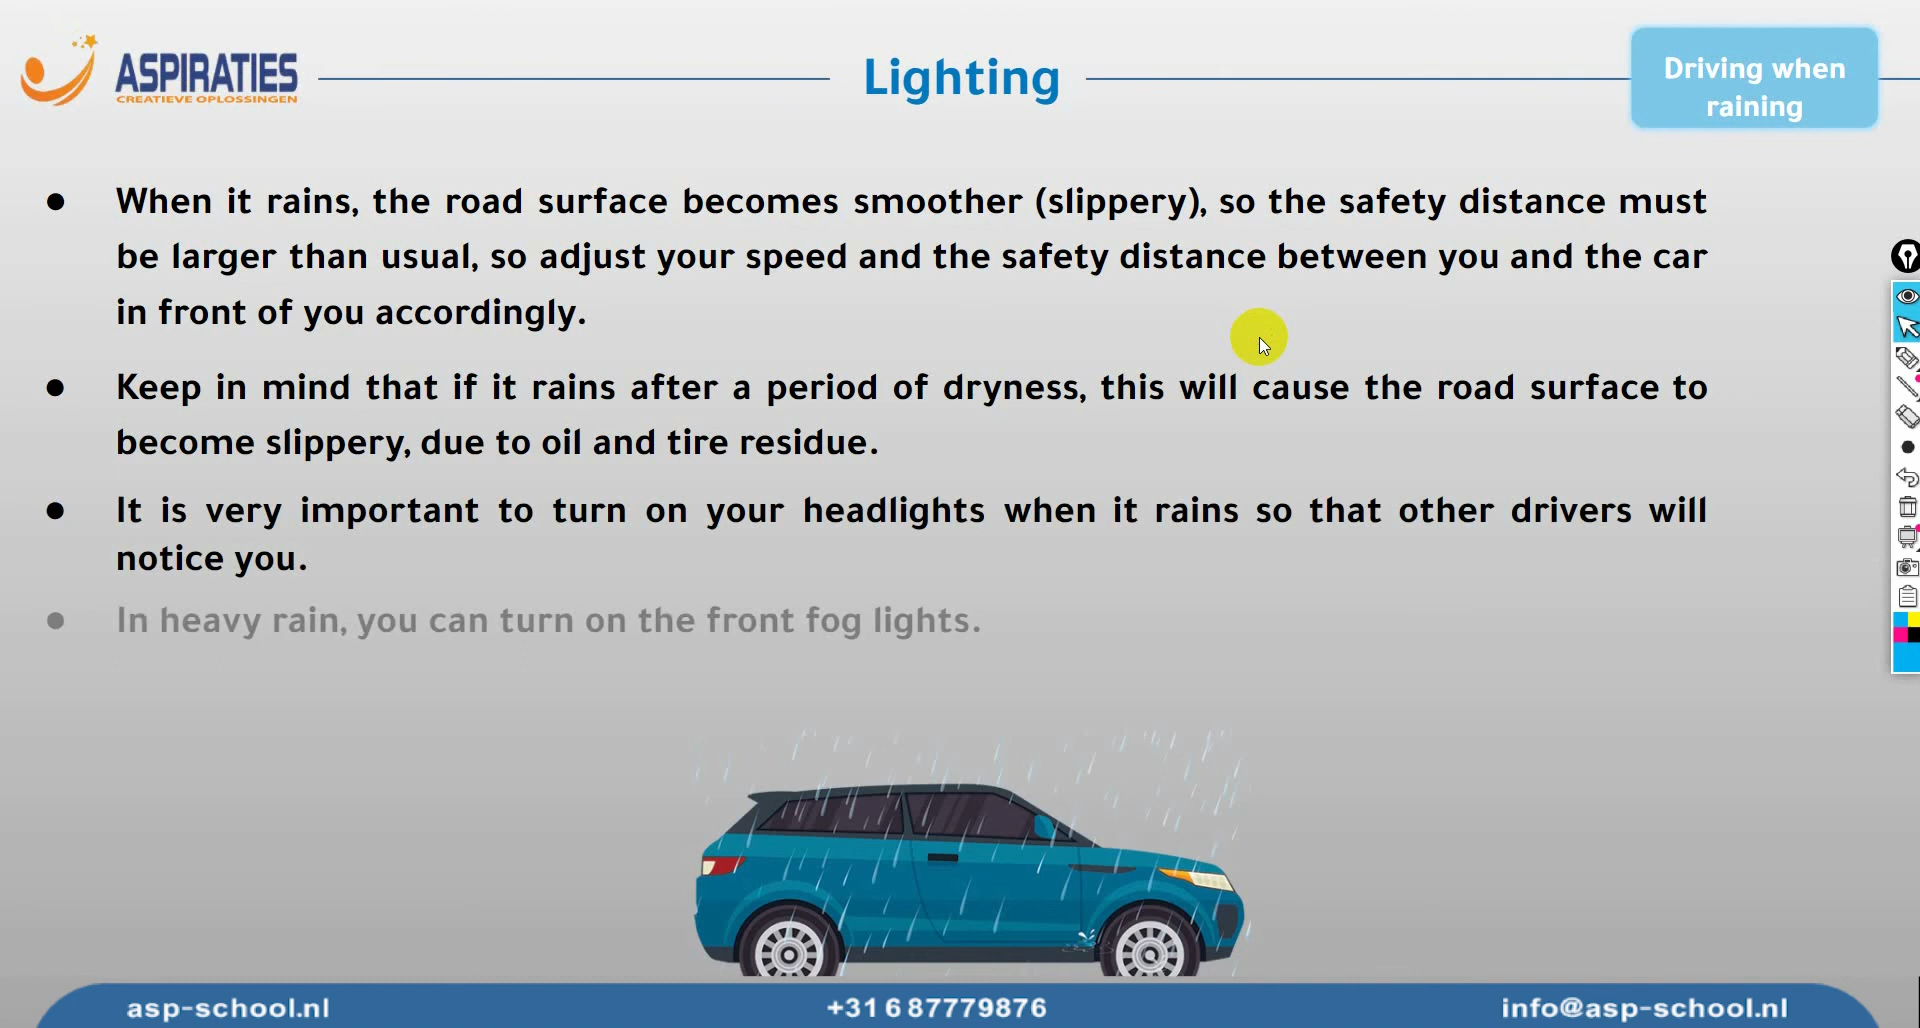 ASPIRATIES
CREATIEVE OPLOSSINGEN
Lighting
Driving when
raining
● When it rains, the road surface becomes smoother (slippery), so the safety distance must
be larger than usual, so adjust your speed and the safety distance between you and the car
in front of you accordingly.
● Keep in mind that if it rains after a period of dryness, this will cause the road surface to
become slippery, due to oil and tire residue.
● It is very important to turn on your headlights when it rains so that other drivers will
notice you.
● In heavy rain, you can turn on the front fog lights.
asp-school.nl
+31 6 87779876
info@asp-school.nl